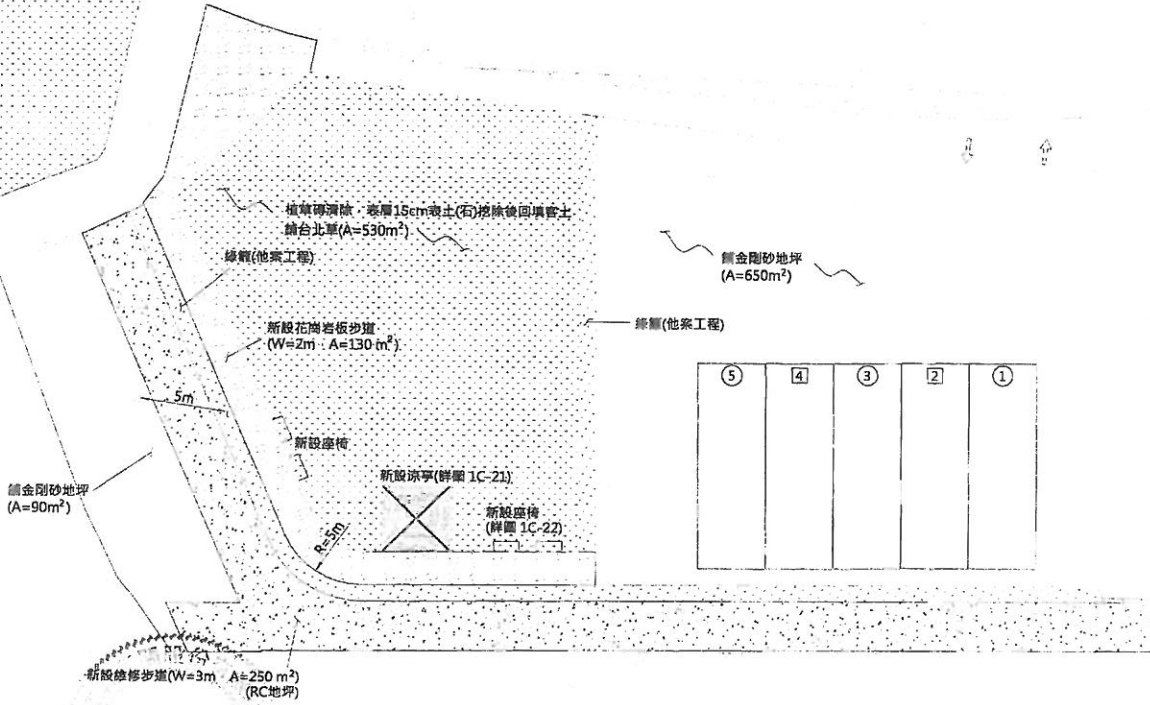 植草磚清除，表層15cm表土(石)挖除後回填客土
鋪台北草(A=530m²)
綠籬(他案工程)
鋪金剛砂地坪
(A=650m²)
新設花崗岩板步道
(W=2m A=130 m²)
綠籬(他案工程)
5 4 3 2 1
5m
新設座椅
新設涼亭(詳圖 1C-21)
鋪金剛砂地坪
(A=90m²)
新設座椅
(詳圖 1C-22)
R=5m
新設維修步道(W=3m A=250 m²)
(RC地坪)